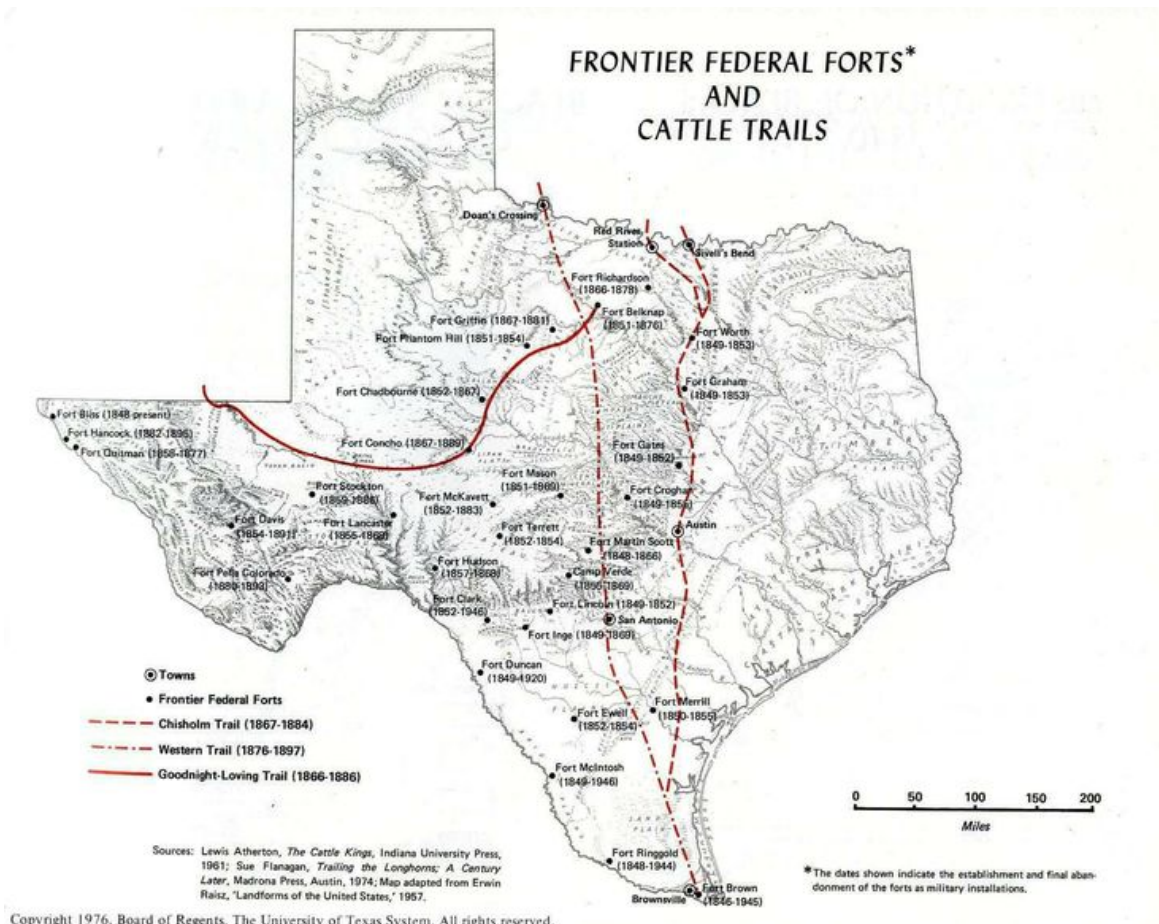 FRONTIER FEDERAL FORTS*
AND
CATTLE TRAILS
Doan's Crossing
Red River
Station
Sivell's Bend
Fort Richardson
(1866-1878)
Fort Belknap
(1851-1876)
Fort Griffin (1867-1881)
Fort Phantom Hill (1851-1854)
Fort Worth
(1849-1853)
Fort Chadbourne (1852-1867)
Fort Graham
(1849-1853)
Fort Bliss (1848-present)
Fort Hancock (1882-1895)
Fort Quitman (1858-1877)
Fort Concho (1867-1889)
Fort Gates
(1849-1852)
Fort Mason
(1851-1869)
Fort Stockton
(1859-1886)
Fort McKavett
(1852-1883)
Fort Croghan
Fort Davis
(1854-1891)
Fort Lancaster
Fort Terrett
(1852-1854)
Austin
Fort Martin Scott
(1848-1866)
Fort Hudson
(1857-1868)
Camp Verde
(1856-1869)
Fort Peña Colorado
(1880-1893)
Fort Clark
(1852-1946)
Fort Lincoln (1849-1852)
San Antonio
Fort Inge (1849-1869)
Fort Duncan
(1849-1920)
Fort Merrill
(1850-1855)
Fort Ewell
(1852-1854)
Fort McIntosh
(1849-1946)
Fort Ringgold
(1848-1944)
Fort Brown
(1846-1945)
Brownsville
LLANO ESTACADO
Towns
Frontier Federal Forts
Chisholm Trail (1867-1884)
Western Trail (1876-1897)
Goodnight-Loving Trail (1866-1886)
0 50 100 150 200
Miles
Sources: Lewis Atherton, The Cattle Kings, Indiana University Press,
1961; Sue Flanagan, Trailing the Longhorns; A Century
Later, Madrona Press, Austin, 1974; Map adapted from Erwin
Raisz, "Landforms of the United States," 1957.
*The dates shown indicate the establishment and final aban-
donment of the forts as military installations.
Copyright 1976, Board of Regents, The University of Texas System. All rights reserved.